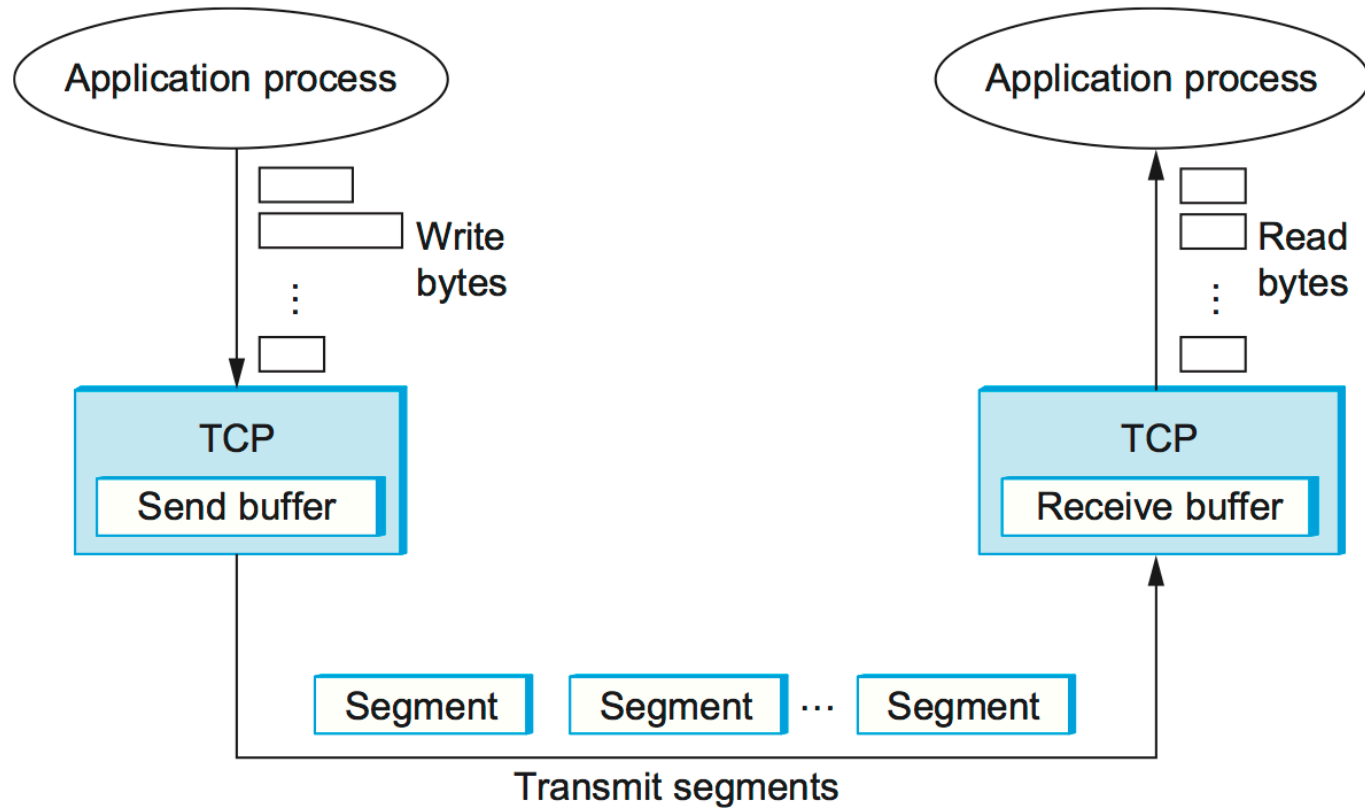 Application process
Application process
Write
bytes
⋮
Read
bytes
⋮
TCP
Send buffer
TCP
Receive buffer
Segment
Segment
...
Segment
Transmit segments